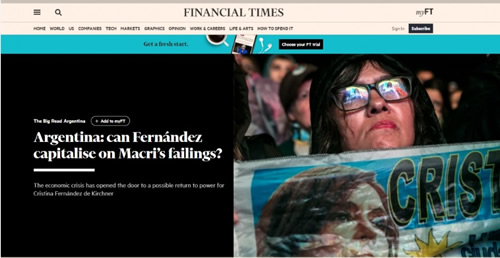 FINANCIAL TIMES
myFT
HOME WORLD US COMPANIES TECH MARKETS GRAPHICS OPINION WORK & CAREERS LIFE & ARTS HOW TO SPEND IT
Sign In Subscribe
Get a fresh start.
Choose your FT trial
The Big Read Argentina + Add to myFT
Argentina: can Fernández
capitalise on Macri's failings?
The economic crisis has opened the door to a possible return to power for
Cristina Fernández de Kirchner
CRIST